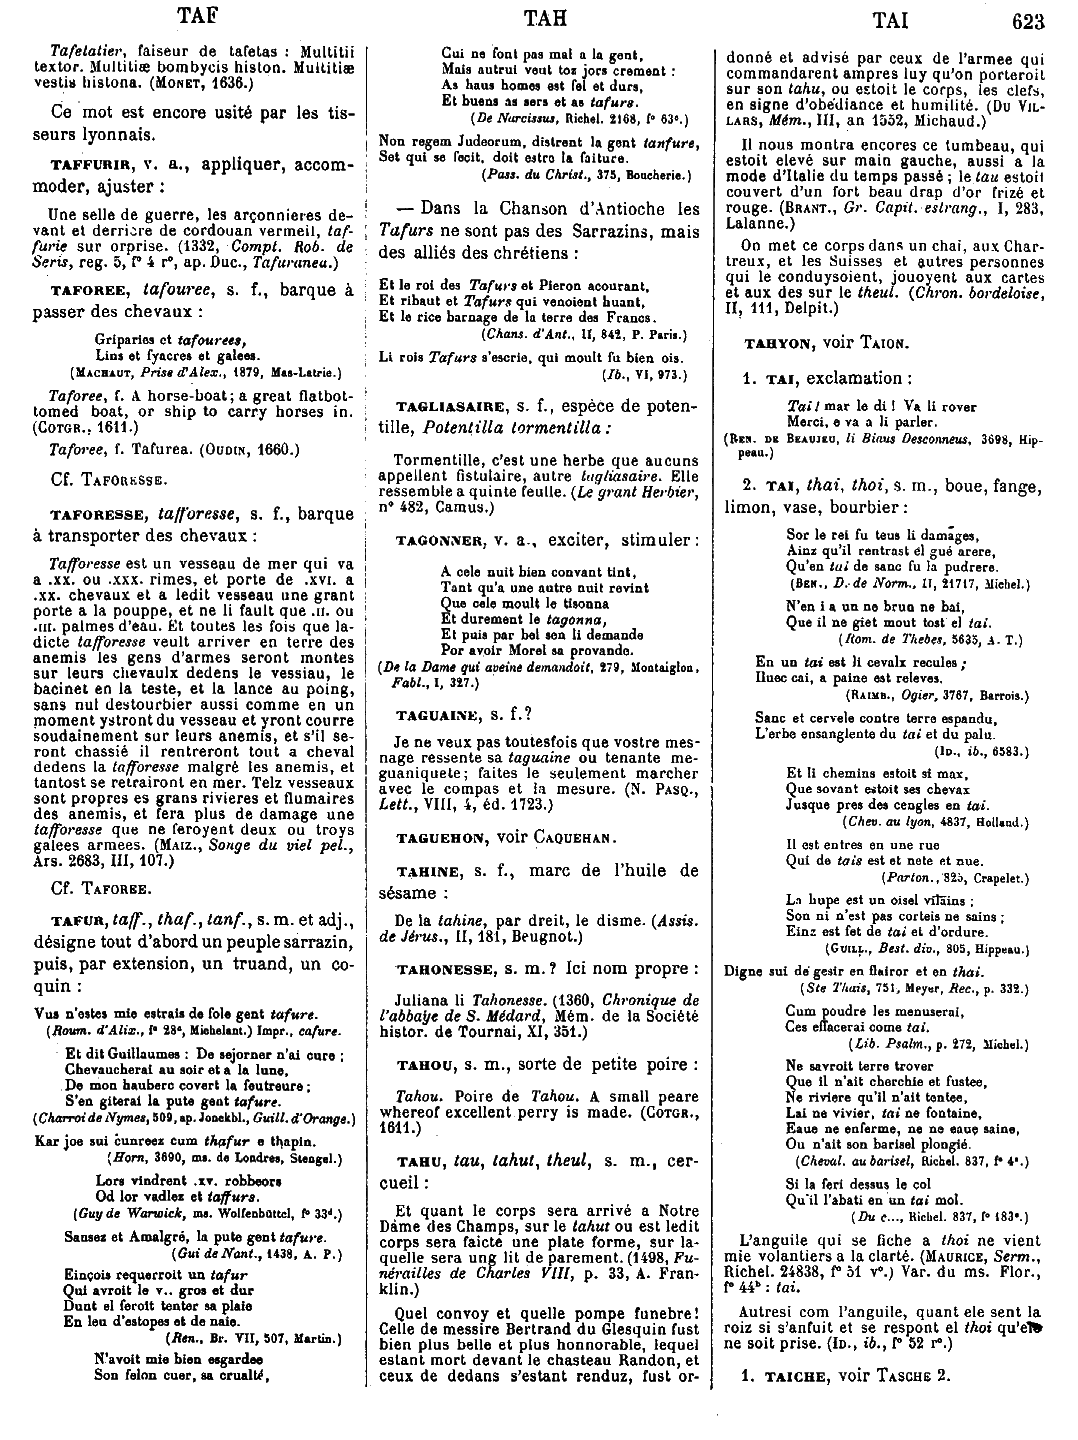 TAF
TAH
TAI
623
Tafetatier, faiseur de tafetas : Multitii
textor. Multitiæ bombycis histon. Multitiæ
vestis histona. (MONET, 1636.)
Ce mot est encore usité par les tis-
seurs lyonnais.
TAFFURIR, v. a., appliquer, accom-
moder, ajuster :
Une selle de guerre, les arçonnieres de-
vant et derriere de cordouan vermeil, taf-
furie sur orprise. (1332, Compt. Rob. de
Seris, reg. 5, f° 4 r°, ap. Duc., Tafuranea.)
TAFOREE, tafouree, s. f., barque à
passer des chevaux :
Griparies et tafourees,
Lins et fyacres et galees.
(MACHAUT, Prise d'Alex., 1879, Mas-Latrie.)
Taforee, f. A horse-boat; a great flatbot-
tomed boat, or ship to carry horses in.
(COTGR., 1611.)
Taforee, f. Tafurea. (OUDIN, 1660.)
Cf. TAFORESSE.
TAFORESSE, tafforesse, s. f., barque
à transporter des chevaux :
Tafforesse est un vesseau de mer qui va
a .xx. ou .xxx. rimes, et porte de .xvi. a
.xx. chevaux et a ledit vesseau une grant
porte a la pouppe, et ne li fault que .II. ou
.III. palmes d'eau. Et toutes les fois que la-
dicte tafforesse veult arriver en terre des
anemis les gens d'armes seront montes
sur leurs chevaulx dedens le vessiau, le
bacinet en la teste, et la lance au poing,
sans nul destourbier aussi comme en un
moment ystront du vesseau et yront courre
soudainement sur leurs anemis, et s'il se-
ront chassié il rentreront tout a cheval
dedens la tafforesse malgré les anemis, et
tantost se retrairont en mer. Telz vesseaux
sont propres es grans rivieres et flumaires
des anemis, et fera plus de damage une
tafforesse que ne feroyent deux ou troys
galees armees. (MAIZ., Songe du viel pel.,
Ars. 2683, III, 107.)
Cf. TAFOREE.
TAFUR, taff., thaf., tanf., s. m. et adj.,
désigne tout d'abord un peuple sarrazin,
puis, par extension, un truand, un co-
quin :
Vus n'estes mie estrais de fole gent tafure.
(Roum. d'Alix., f° 28ᵃ, Michelant.) Impr., cafure.
Et dit Guillaumes : De sejorner n'ai cure ;
Chevaucherai au soir et a la lune,
De mon hauberc covert la feutreure ;
S'en giterai la pute gent tafure.
(Charroi de Nymes, 509, ap. Jonckbl., Guill. d'Orange.)
Kar joe sui cunreez cum thafur e thapin.
(Horn, 3690, ms. de Londres, Stengel.)
Lors vindrent .xv. robbeors
Od lor vadlez et taffurs.
(Guy de Warwick, ms. Wolfenbüttel, f° 33ᵈ.)
Sansez et Amalgré, la pute gent tafure.
(Gui de Nant., 1438, A. P.)
Einçois requerroit un tafur
Qui avroit le v.. gros et dur
Dunt el feroit tenter sa plaie
En leu d'estopes et de naie.
(Ren., Br. VII, 507, Martin.)
N'avoit mie bien esgardee
Son felon cuer, sa crualté,
Cui ne font pas mal a la gent,
Mais autrui veut toz jors crement :
As haus homes est fel et durs,
Et buens as sers et as tafurs.
(De Narcissus, Richel. 2168, f° 63ᵃ.)
Non regem Judeorum, distrent la gent tanfure,
Set qui se fecit, doit estre la faiture.
(Pass. du Christ., 375, Boucherie.)
— Dans la Chanson d'Antioche les
Tafurs ne sont pas des Sarrazins, mais
des alliés des chrétiens :
Et le roi des Tafurs et Pieron acourant,
Et ribaut et Tafurs qui venoient huant,
Et le rice barnage de la terre des Francs.
(Chans. d'Ant., II, 842, P. Paris.)
Li rois Tafurs s'escrie, qui moult fu bien ois.
(Ib., VI, 973.)
TAGLIASAIRE, s. f., espèce de poten-
tille, Potentilla tormentilla :
Tormentille, c'est une herbe que aucuns
appellent fistulaire, autre tagliasaire. Elle
ressemble a quinte feulle. (Le grant Herbier,
n° 482, Camus.)
TAGONNER, v. a., exciter, stimuler :
A cele nuit bien convant tint,
Tant qu'a une autre nuit revint
Que cele moult le tisonna
Et durement le tagonna,
Et puis par bel sen li demande
Por avoir Morel sa provande.
(De la Dame qui aveine demandoit, 279, Montaiglon,
Fabl., I, 327.)
TAGUAINE, s. f.?
Je ne veux pas toutesfois que vostre mes-
nage ressente sa taguaine ou tenante me-
guaniquete; faites le seulement marcher
avec le compas et la mesure. (N. PASQ.,
Lett., VIII, 4, éd. 1723.)
TAGUEHON, voir CAQUEHAN.
TAHINE, s. f., marc de l'huile de
sésame :
De la tahine, par dreit, le disme. (Assis.
de Jérus., II, 181, Beugnot.)
TAHONESSE, s. m.? Ici nom propre :
Juliana li Tahonesse. (1360, Chronique de
l'abbaye de S. Médard, Mém. de la Société
histor. de Tournai, XI, 351.)
TAHOU, s. m., sorte de petite poire :
Tahou. Poire de Tahou. A small peare
whereof excellent perry is made. (COTGR.,
1611.)
TAHU, tau, tahut, theul, s. m., cer-
cueil :
Et quant le corps sera arrivé a Notre
Dame des Champs, sur le tahut ou est ledit
corps sera faicte une plate forme, sur la-
quelle sera ung lit de parement. (1498, Fu-
nérailles de Charles VIII, p. 33, A. Fran-
klin.)
Quel convoy et quelle pompe funebre!
Celle de messire Bertrand du Glesquin fust
bien plus belle et plus honnorable, lequel
estant mort devant le chasteau Randon, et
ceux de dedans s'estant renduz, fust or-
donné et advisé par ceux de l'armee qui
commandarent ampres luy qu'on porteroit
sur son tahu, ou estoit le corps, les clefs,
en signe d'obediance et humilité. (DU VIL-
LARS, Mém., III, an 1552, Michaud.)
Il nous montra encores ce tumbeau, qui
estoit elevé sur main gauche, aussi a la
mode d'Italie du temps passé ; le tau estoit
couvert d'un fort beau drap d'or frizé et
rouge. (BRANT., Gr. Capit. estrang., I, 283,
Lalanne.)
On met ce corps dans un chai, aux Char-
treux, et les Suisses et autres personnes
qui le conduysoient, jouoyent aux cartes
et aux des sur le theul. (Chron. bordeloise,
II, 111, Delpit.)
TAHYON, voir TAION.
1. TAI, exclamation :
Tai! mar le di ! Va li rover
Merci, e va a li parler.
(REN. DE BEAUJEU, li Biaus Desconneus, 3698, Hip-
peau.)
2. TAI, thai, thoi, s. m., boue, fange,
limon, vase, bourbier :
Sor le rei fu teus li damages,
Ainz qu'il rentrast el gué arere,
Qu'en tai de sanc fu la pudrere.
(BEN., D. de Norm., II, 21717, Michel.)
N'en i a un ne brun ne bai,
Que il ne giet mout tost el tai.
(Rom. de Thebes, 5635, A. T.)
En un tai est li cevalx recules ;
Iluec cai, a paine est releves.
(RAIMB., Ogier, 3767, Barrois.)
Sanc et cervele contre terre espandu,
L'erbe ensanglente du tai et du palu.
(ID., ib., 6583.)
Et li chemins estoit si max,
Que sovant estoit ses chevax
Jusque pres des cengles en tai.
(Chev. au lyon, 4837, Holland.)
Il est entres en une rue
Qui de tais est et nete et nue.
(Parton., 825, Crapelet.)
La hupe est un oisel vilains ;
Son ni n'est pas corteis ne sains ;
Einz est fet de tai et d'ordure.
(GUILL., Best. div., 805, Hippeau.)
Digne sui de gesir en flairor et en thai.
(Ste Thais, 751, Meyer, Rec., p. 332.)
Cum poudre les menuserai,
Ces effacerai come tai.
(Lib. Psalm., p. 272, Michel.)
Ne savroit terre trover
Que il n'ait cherchie et fustee,
Ne riviere qu'il n'ait tentee,
Lai ne vivier, tai ne fontaine,
Eaue ne enferme, ne ne eaue saine,
Ou n'ait son barisel plongié.
(Cheval. au barisel, Richel. 837, f° 4ᵃ.)
Si la feri dessus le col
Qu'il l'abati en un tai mol.
(Du c..., Richel. 837, f° 183ᵃ.)
L'anguile qui se fiche a thoi ne vient
mie volantiers a la clarté. (MAURICE, Serm.,
Richel. 24838, f° 51 v°.) Var. du ms. Flor.,
f° 44ᵇ : tai.
Autresi com l'anguile, quant ele sent la
roiz si s'anfuit et se respont el thoi qu'ele
ne soit prise. (ID., ib., f° 52 r°.)
1. TAICHE, voir TASCHE 2.